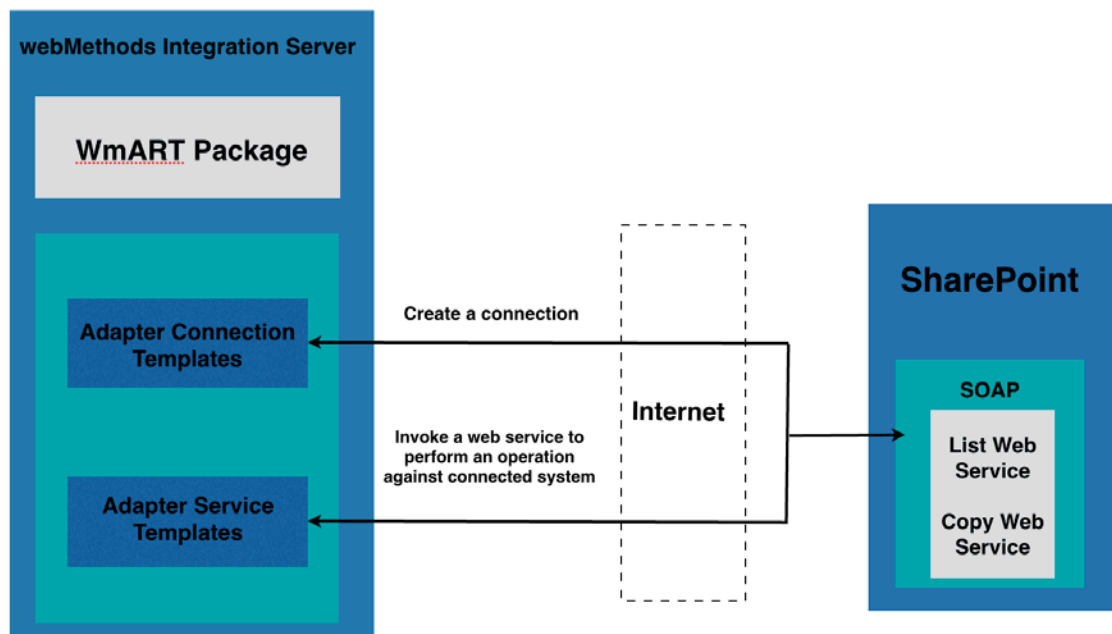 webMethods Integration Server
WmART Package
Adapter Connection
Templates
Adapter Service
Templates
Create a connection
Invoke a web service to
perform an operation
against connected system
Internet
SharePoint
SOAP
List Web
Service
Copy Web
Service